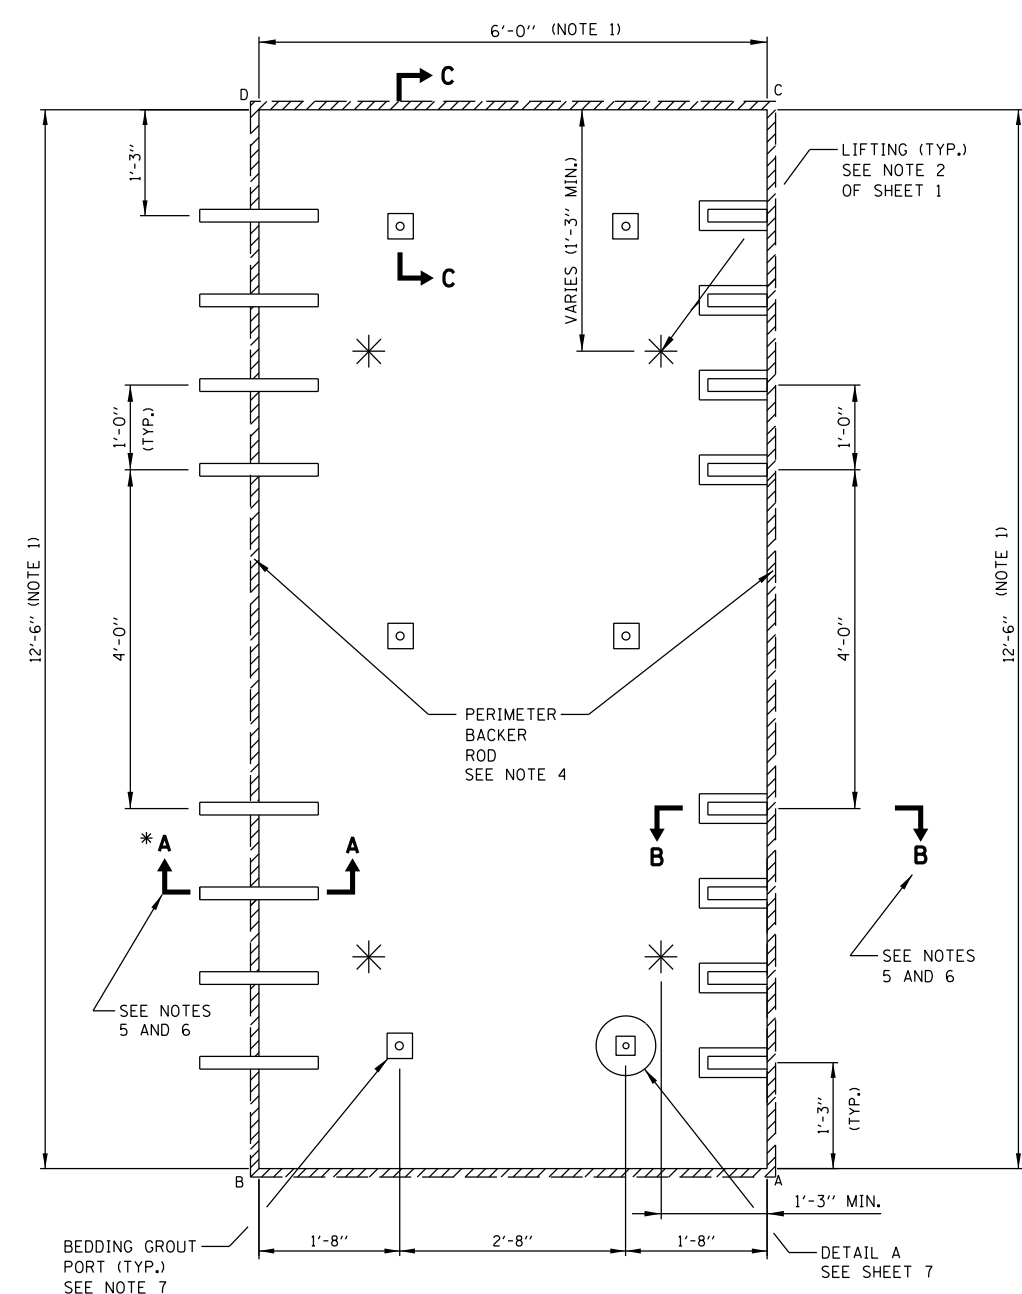 6'-0" (NOTE 1)
C
D
C
LIFTING (TYP.)
SEE NOTE 2
OF SHEET 1
1'-3"
VARIES (1'-3" MIN.)
C
1'-0"
(TYP.)
1'-0"
12'-6" (NOTE 1)
4'-0"
4'-0"
12'-6" (NOTE 1)
PERIMETER
BACKER
ROD
SEE NOTE 4
* A
A
B
B
SEE NOTES
5 AND 6
SEE NOTES
5 AND 6
1'-3"
(TYP.)
B
A
1'-3" MIN.
1'-8"
2'-8"
1'-8"
BEDDING GROUT
PORT (TYP.)
SEE NOTE 7
DETAIL A
SEE SHEET 7